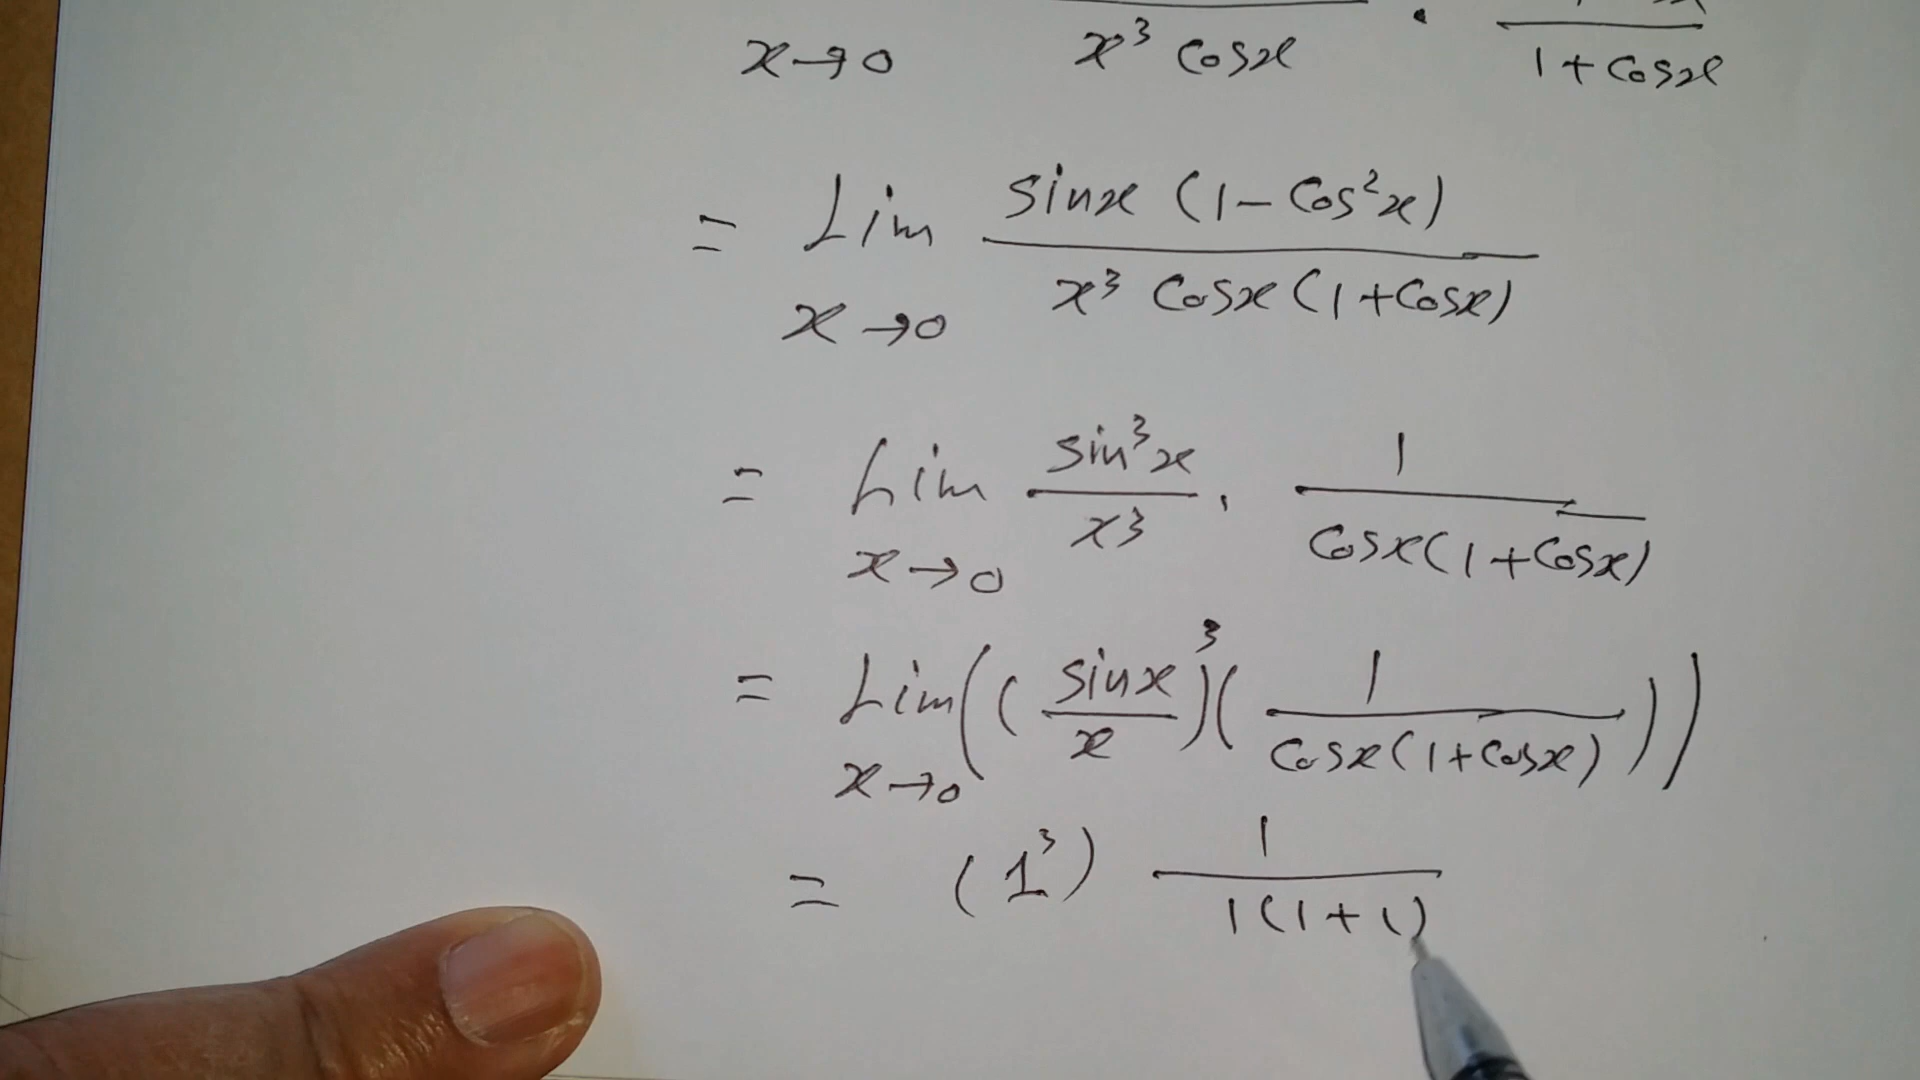 x→0 x³ cosx · 1+cosx
= Lim sinx (1-cos²x)
x³ cosx (1+cosx)
x→0
= Lim sin³x / x³ · 1 / cosx(1+cosx)
x→0
= Lim((sinx / x)³(1 / cosx(1+cosx)))
x→0
= (1³) 1 / 1(1+1)